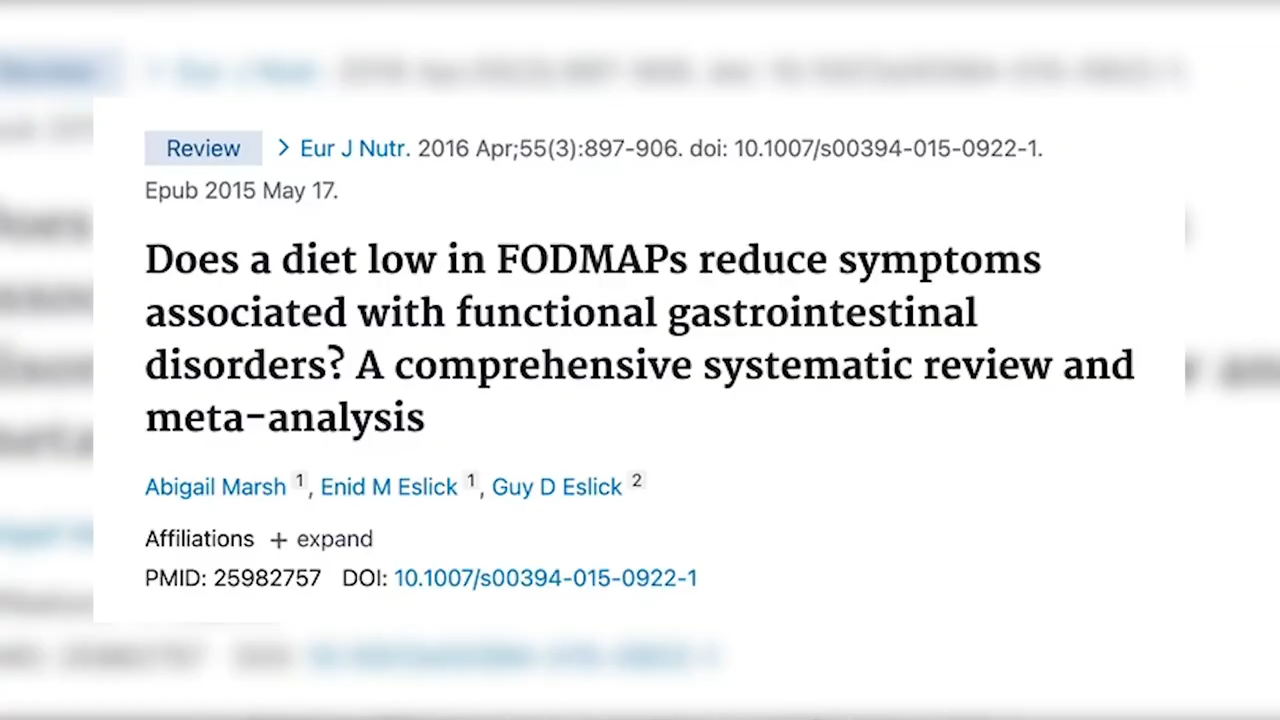 Review > Eur J Nutr. 2016 Apr;55(3):897-906. doi: 10.1007/s00394-015-0922-1.
Epub 2015 May 17.
Does a diet low in FODMAPs reduce symptoms
associated with functional gastrointestinal
disorders? A comprehensive systematic review and
meta-analysis
Abigail Marsh 1, Enid M Eslick 1, Guy D Eslick 2
Affiliations + expand
PMID: 25982757 DOI: 10.1007/s00394-015-0922-1